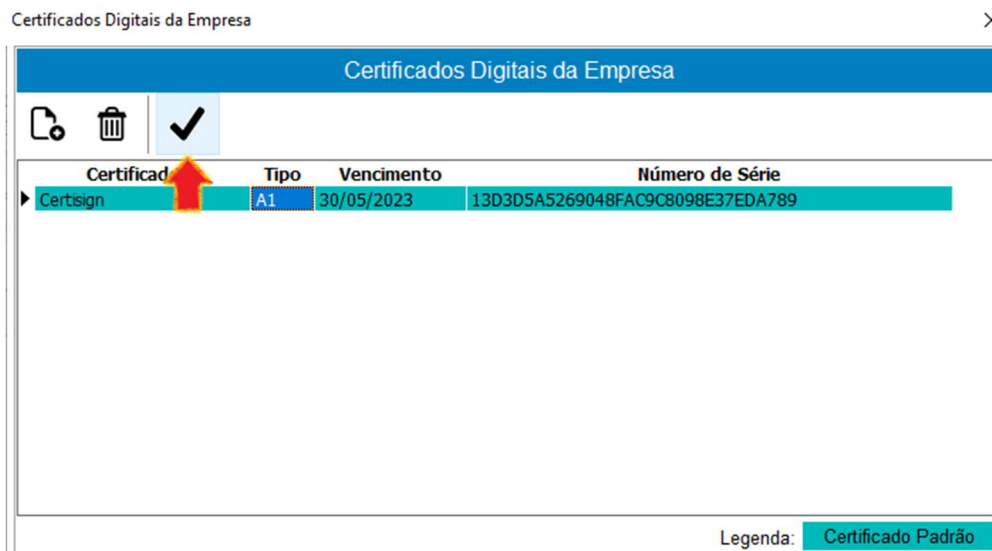 Certificados Digitais da Empresa
Certificados Digitais da Empresa
Certificad Tipo Vencimento Número de Série
Certisign A1 30/05/2023 13D3D5A5269048FAC9C8098E37EDA789
Legenda: Certificado Padrão